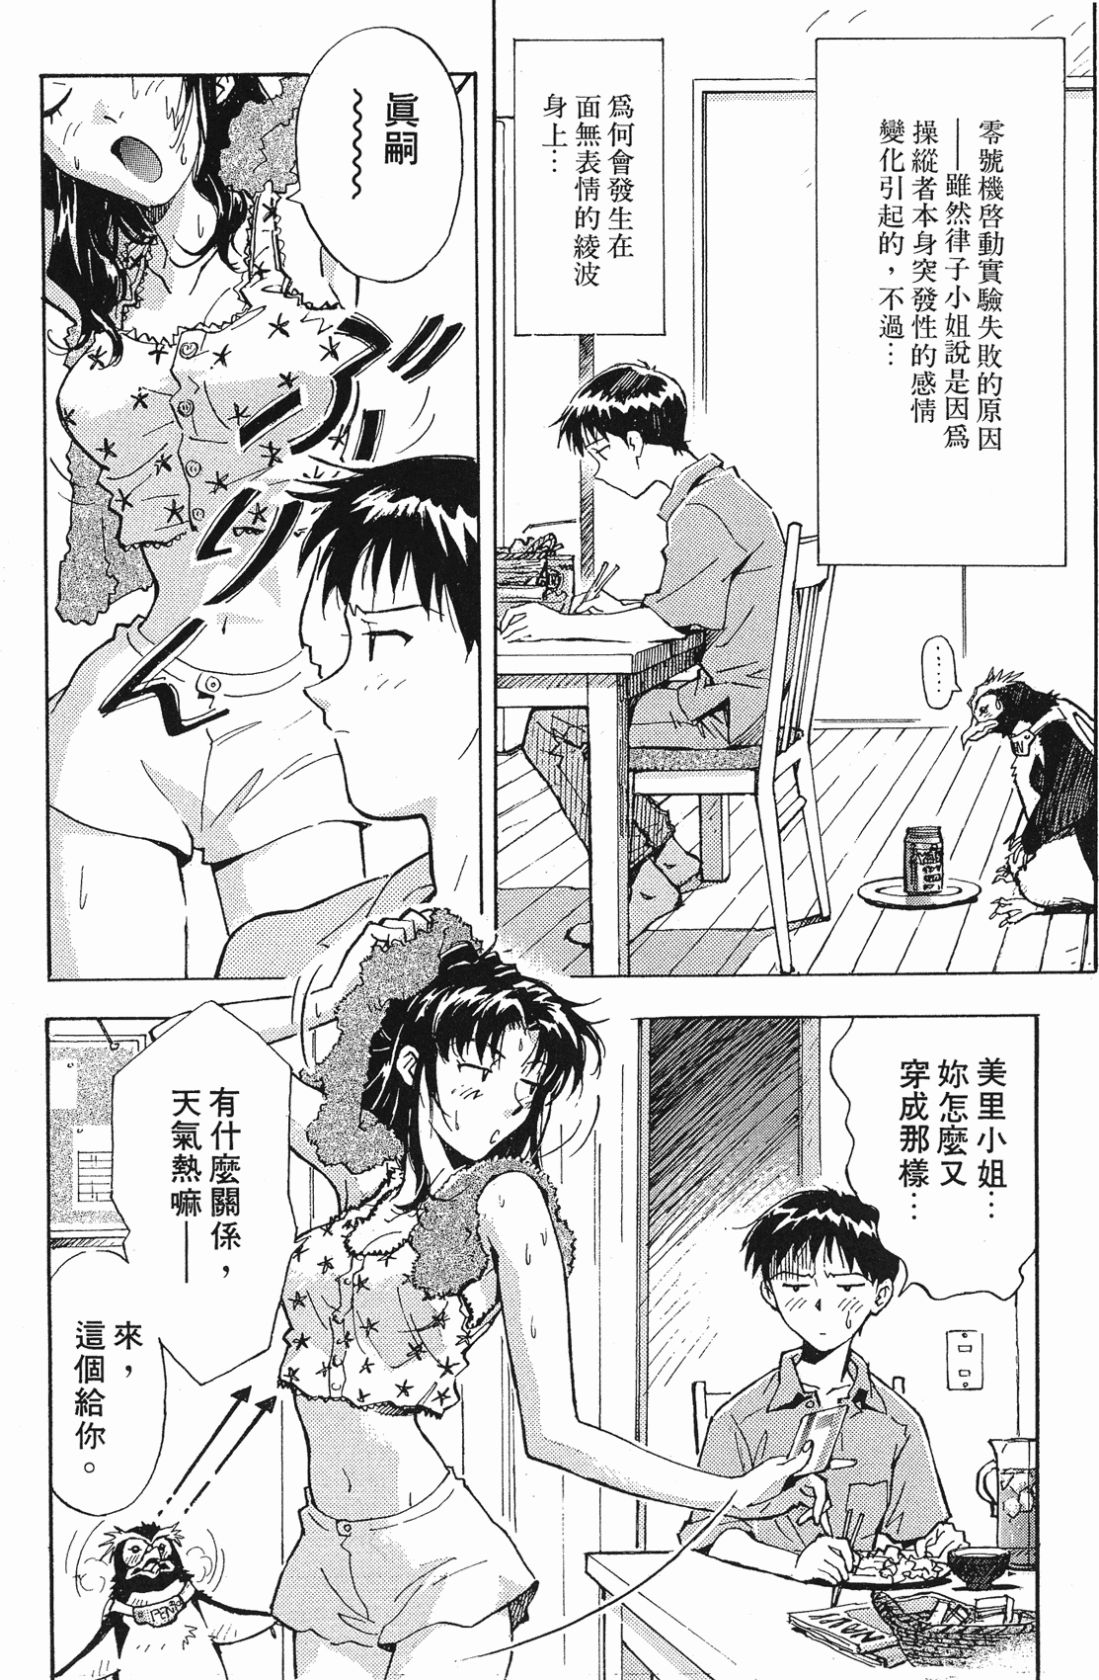 零號機啓動實驗失敗的原因
——雖然律子小姐說是因爲
操縱者本身突發性的感情
變化引起的，不過…
爲何會發生在
面無表情的綾波
身上…
……
眞嗣
美里小姐…
妳怎麼又
穿成那樣…
有什麼關係，
天氣熱嘛——
來，
這個給你。